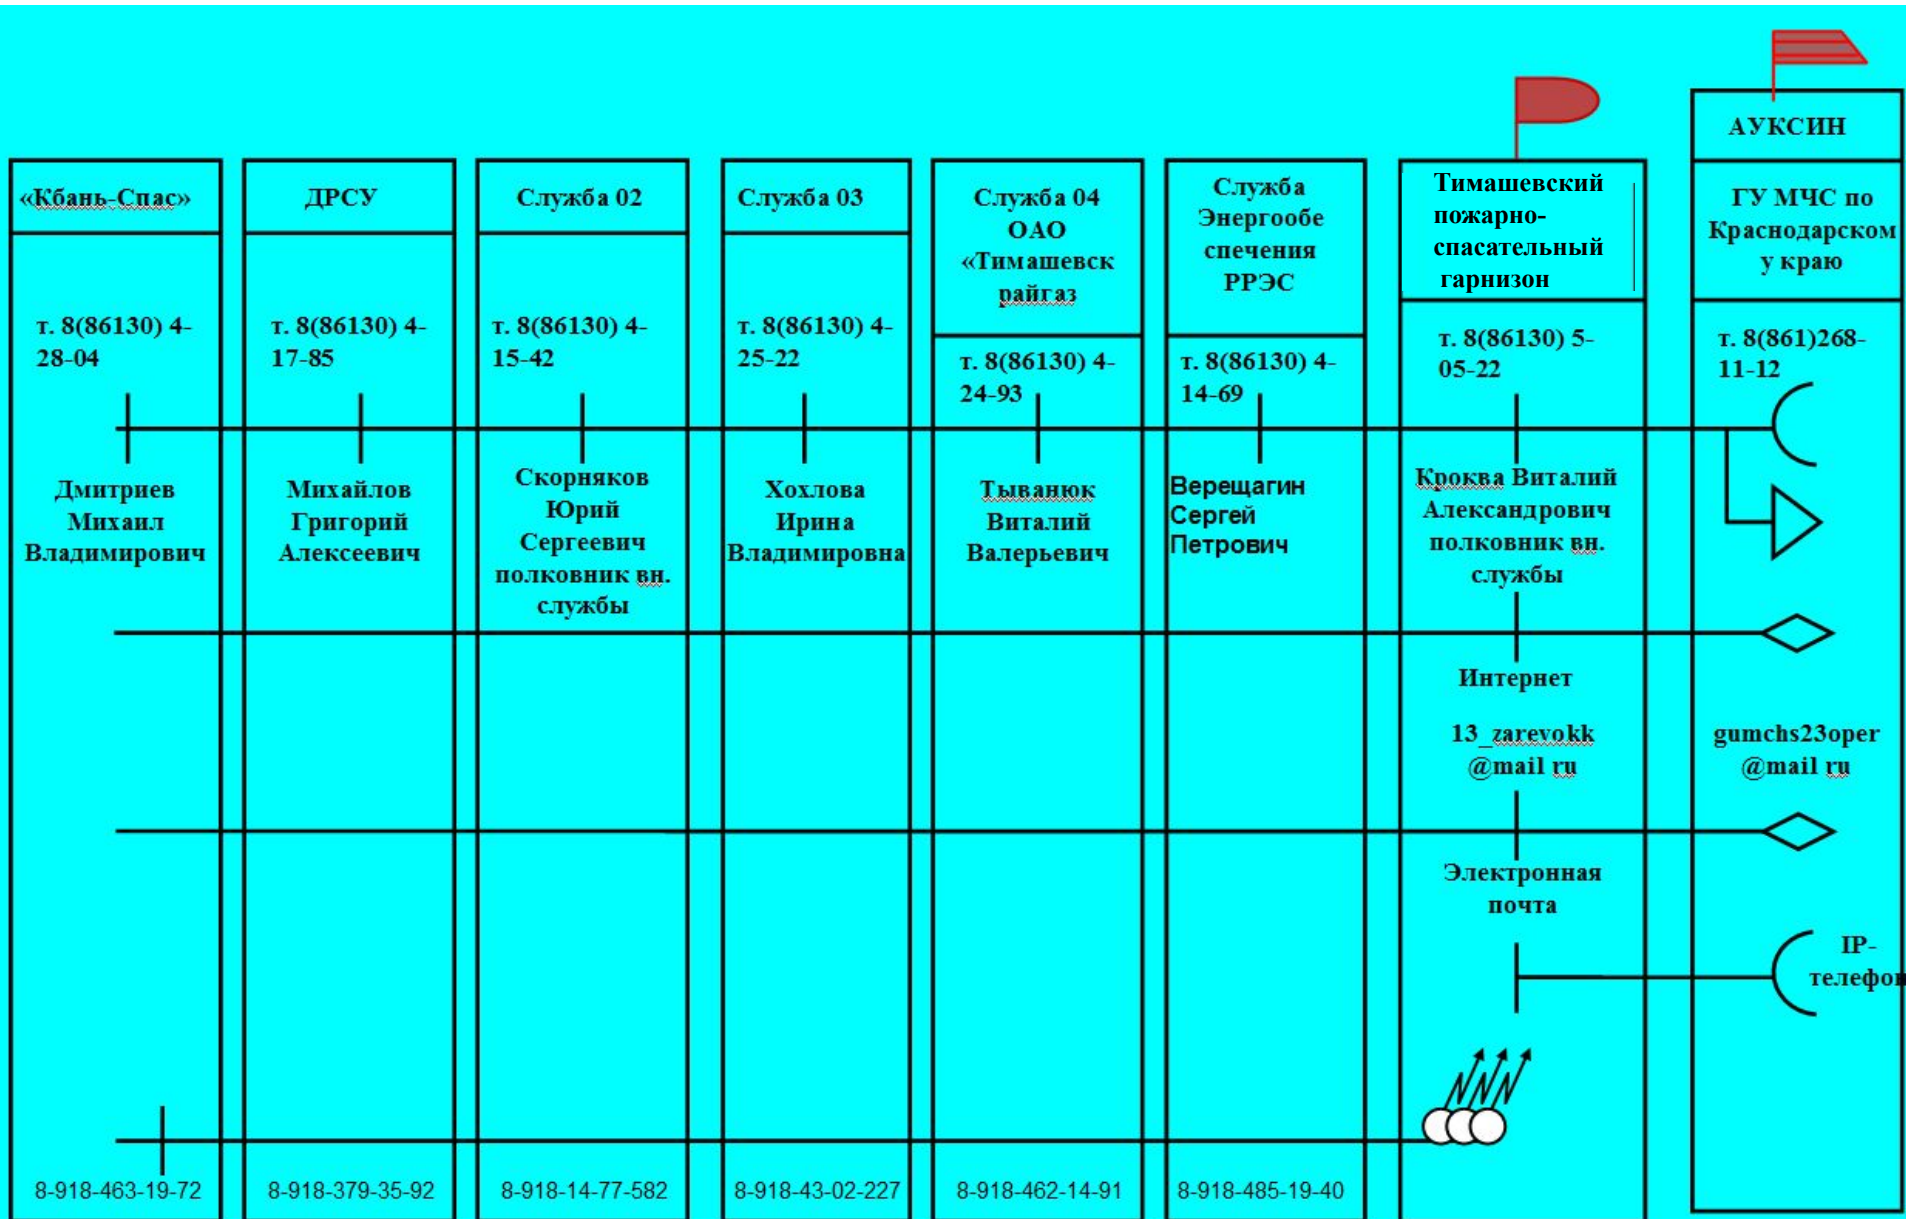 «Кбань-Спас»
т. 8(86130) 4-
28-04
Дмитриев
Михаил
Владимирович
8-918-463-19-72
ДРСУ
т. 8(86130) 4-
17-85
Михайлов
Григорий
Алексеевич
8-918-379-35-92
Служба 02
т. 8(86130) 4-
15-42
Скорняков
Юрий
Сергеевич
полковник вн.
службы
8-918-14-77-582
Служба 03
т. 8(86130) 4-
25-22
Хохлова
Ирина
Владимировна
8-918-43-02-227
Служба 04
ОАО
«Тимашевск
райгаз
т. 8(86130) 4-
24-93
Тыванюк
Виталий
Валерьевич
8-918-462-14-91
Служба
Энергообе
спечения
РРЭС
т. 8(86130) 4-
14-69
Верещагин
Сергей
Петрович
8-918-485-19-40
Тимашевский
пожарно-
спасательный
гарнизон
т. 8(86130) 5-
05-22
Кроква Виталий
Александрович
полковник вн.
службы
Интернет
13_zarevokk
@mail ru
Электронная
почта
АУКСИН
ГУ МЧС по
Краснодарском
у краю
т. 8(861)268-
11-12
gumchs23oper
@mail ru
IP-
телефон